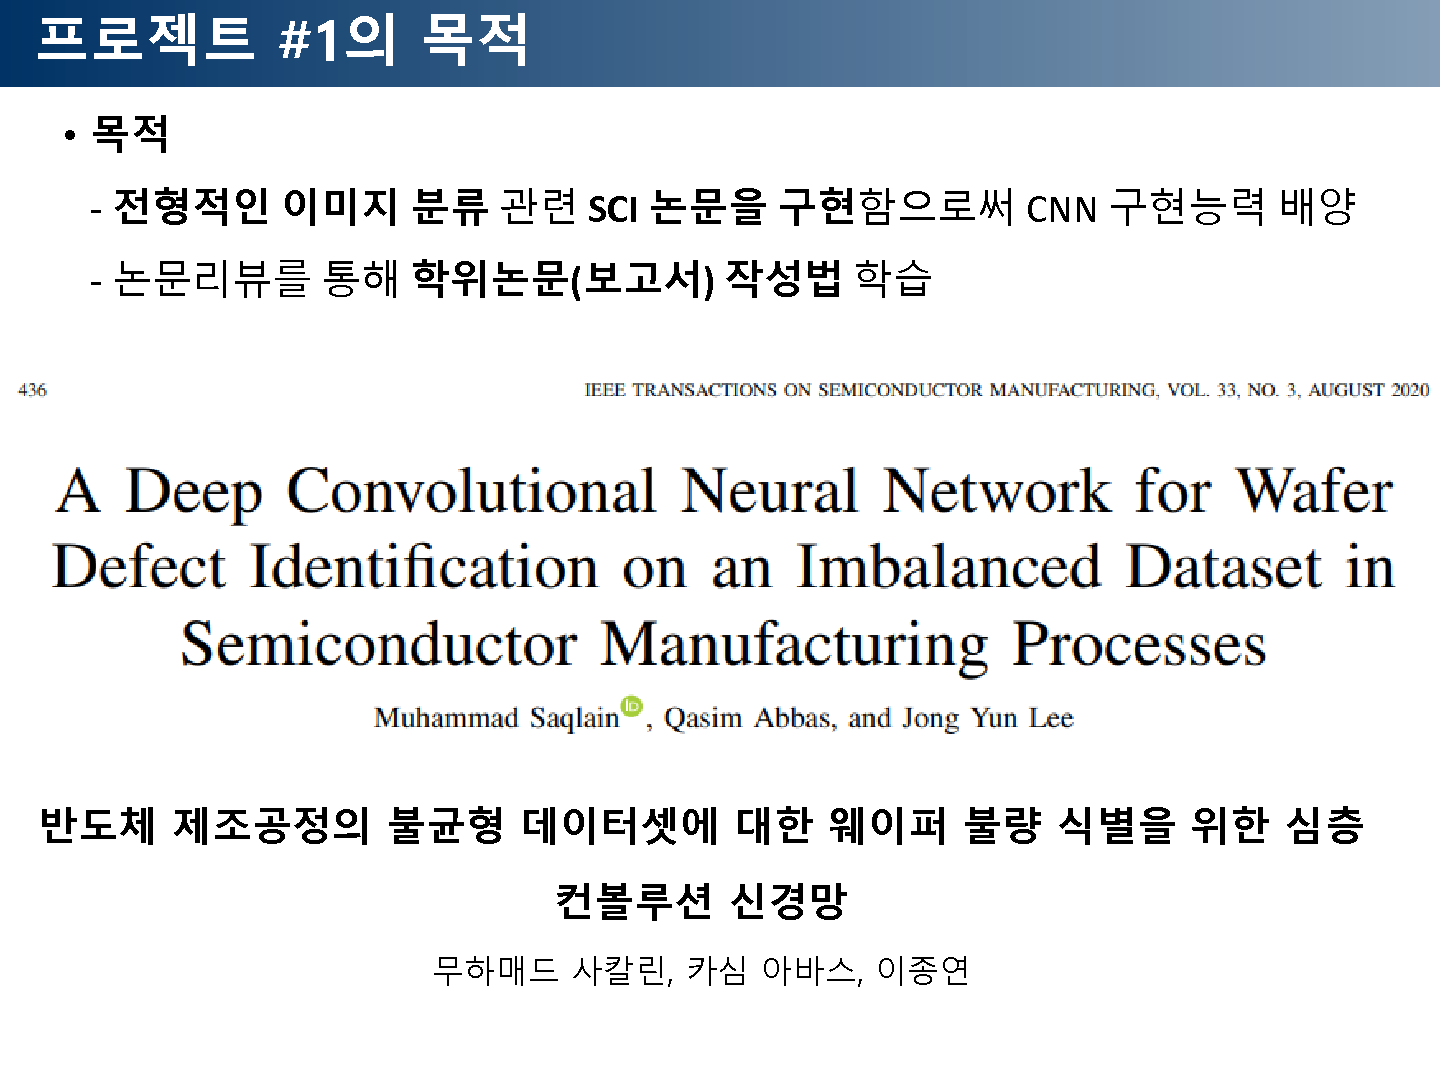 프로젝트 #1의 목적
• 목적
- 전형적인 이미지 분류 관련 SCI 논문을 구현함으로써 CNN 구현능력 배양
- 논문리뷰를 통해 학위논문(보고서) 작성법 학습
436 IEEE TRANSACTIONS ON SEMICONDUCTOR MANUFACTURING, VOL. 33, NO. 3, AUGUST 2020
A Deep Convolutional Neural Network for Wafer
Defect Identification on an Imbalanced Dataset in
Semiconductor Manufacturing Processes
Muhammad Saqlain iD, Qasim Abbas, and Jong Yun Lee
반도체 제조공정의 불균형 데이터셋에 대한 웨이퍼 불량 식별을 위한 심층
컨볼루션 신경망
무하매드 사칼린, 카심 아바스, 이종연